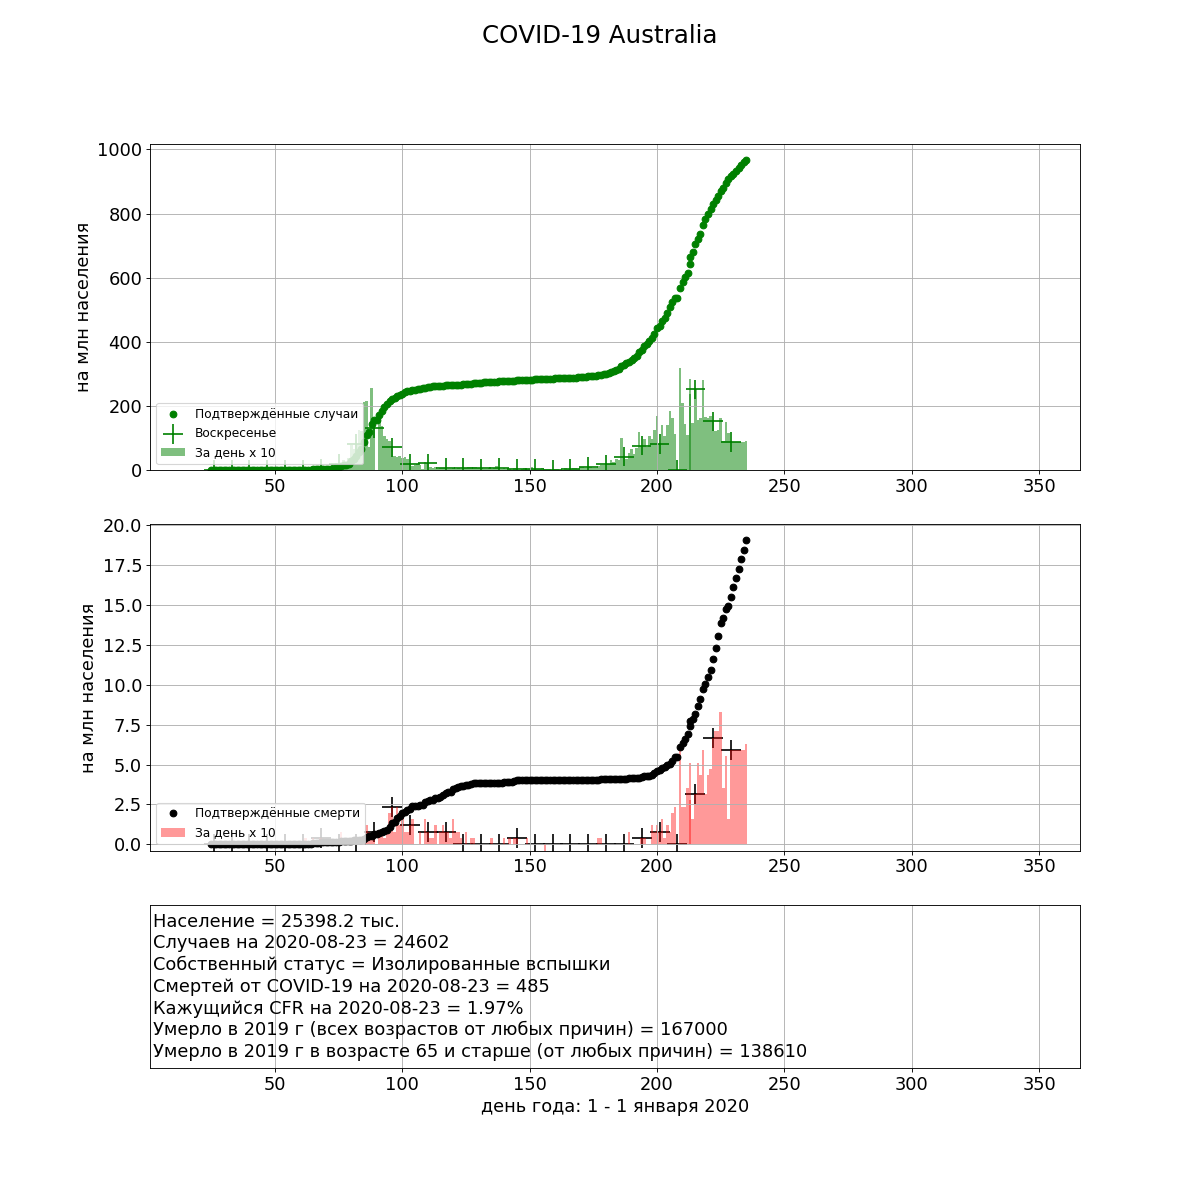 COVID-19 Australia
1000
800
600
400
200
0
на млн населения
Подтверждённые случаи
Воскресенье
За день x 10
50 100 150 200 250 300 350
20.0
17.5
15.0
12.5
10.0
7.5
5.0
2.5
0.0
на млн населения
Подтверждённые смерти
За день x 10
50 100 150 200 250 300 350
Население = 25398.2 тыс.
Случаев на 2020-08-23 = 24602
Собственный статус = Изолированные вспышки
Смертей от COVID-19 на 2020-08-23 = 485
Кажущийся CFR на 2020-08-23 = 1.97%
Умерло в 2019 г (всех возрастов от любых причин) = 167000
Умерло в 2019 г в возрасте 65 и старше (от любых причин) = 138610
50 100 150 200 250 300 350
день года: 1 - 1 января 2020